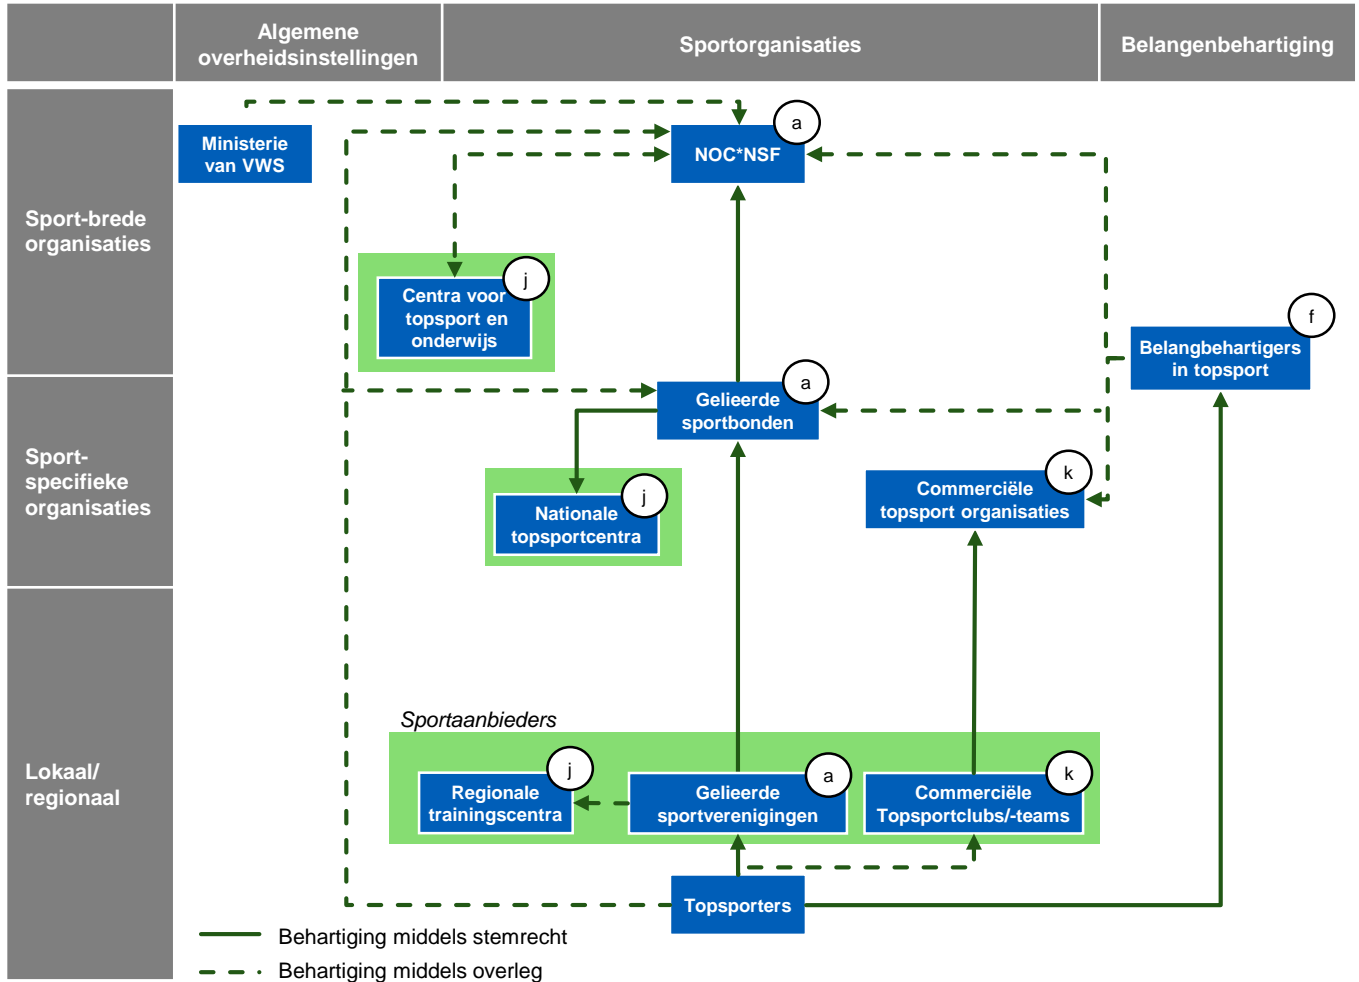 Algemene
overheidsinstellingen
Sportorganisaties
Belangenbehartiging
Sport-brede
organisaties
Ministerie
van VWS
a
NOC*NSF
j
Centra voor
topsport en
onderwijs
f
Belangbehartigers
in topsport
Sport-
specifieke
organisaties
a
Gelieerde
sportbonden
j
Nationale
topsportcentra
k
Commerciële
topsport organisaties
Lokaal/
regionaal
Sportaanbieders
j
Regionale
trainingscentra
a
Gelieerde
sportverenigingen
k
Commerciële
Topsportclubs/-teams
Topsporters
Behartiging middels stemrecht
Behartiging middels overleg